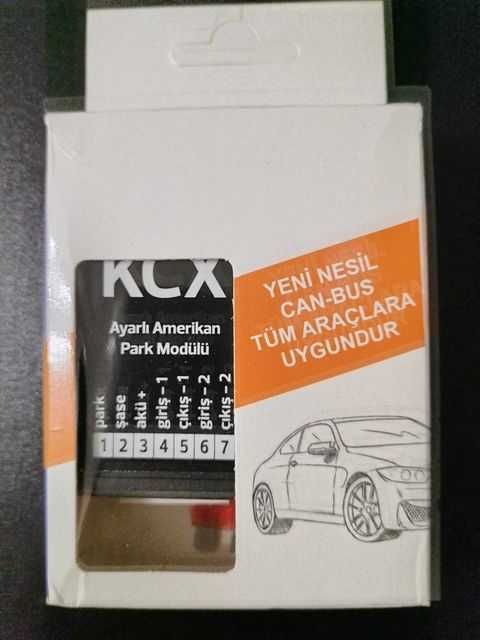 KCX
Ayarlı Amerikan
Park Modülü
park
şase
akü +
giriş – 1
çıkış – 1
giriş – 2
çıkış – 2
1 2 3 4 5 6 7
YENİ NESİL
CAN-BUS
TÜM ARAÇLARA
UYGUNDUR